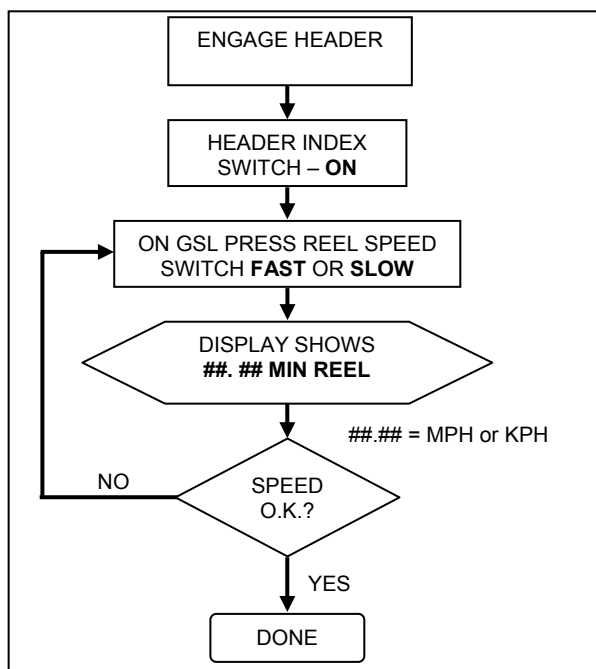 ENGAGE HEADER
HEADER INDEX
SWITCH – ON
ON GSL PRESS REEL SPEED
SWITCH FAST OR SLOW
DISPLAY SHOWS
##. ## MIN REEL
##.## = MPH or KPH
NO
SPEED
O.K.?
YES
DONE